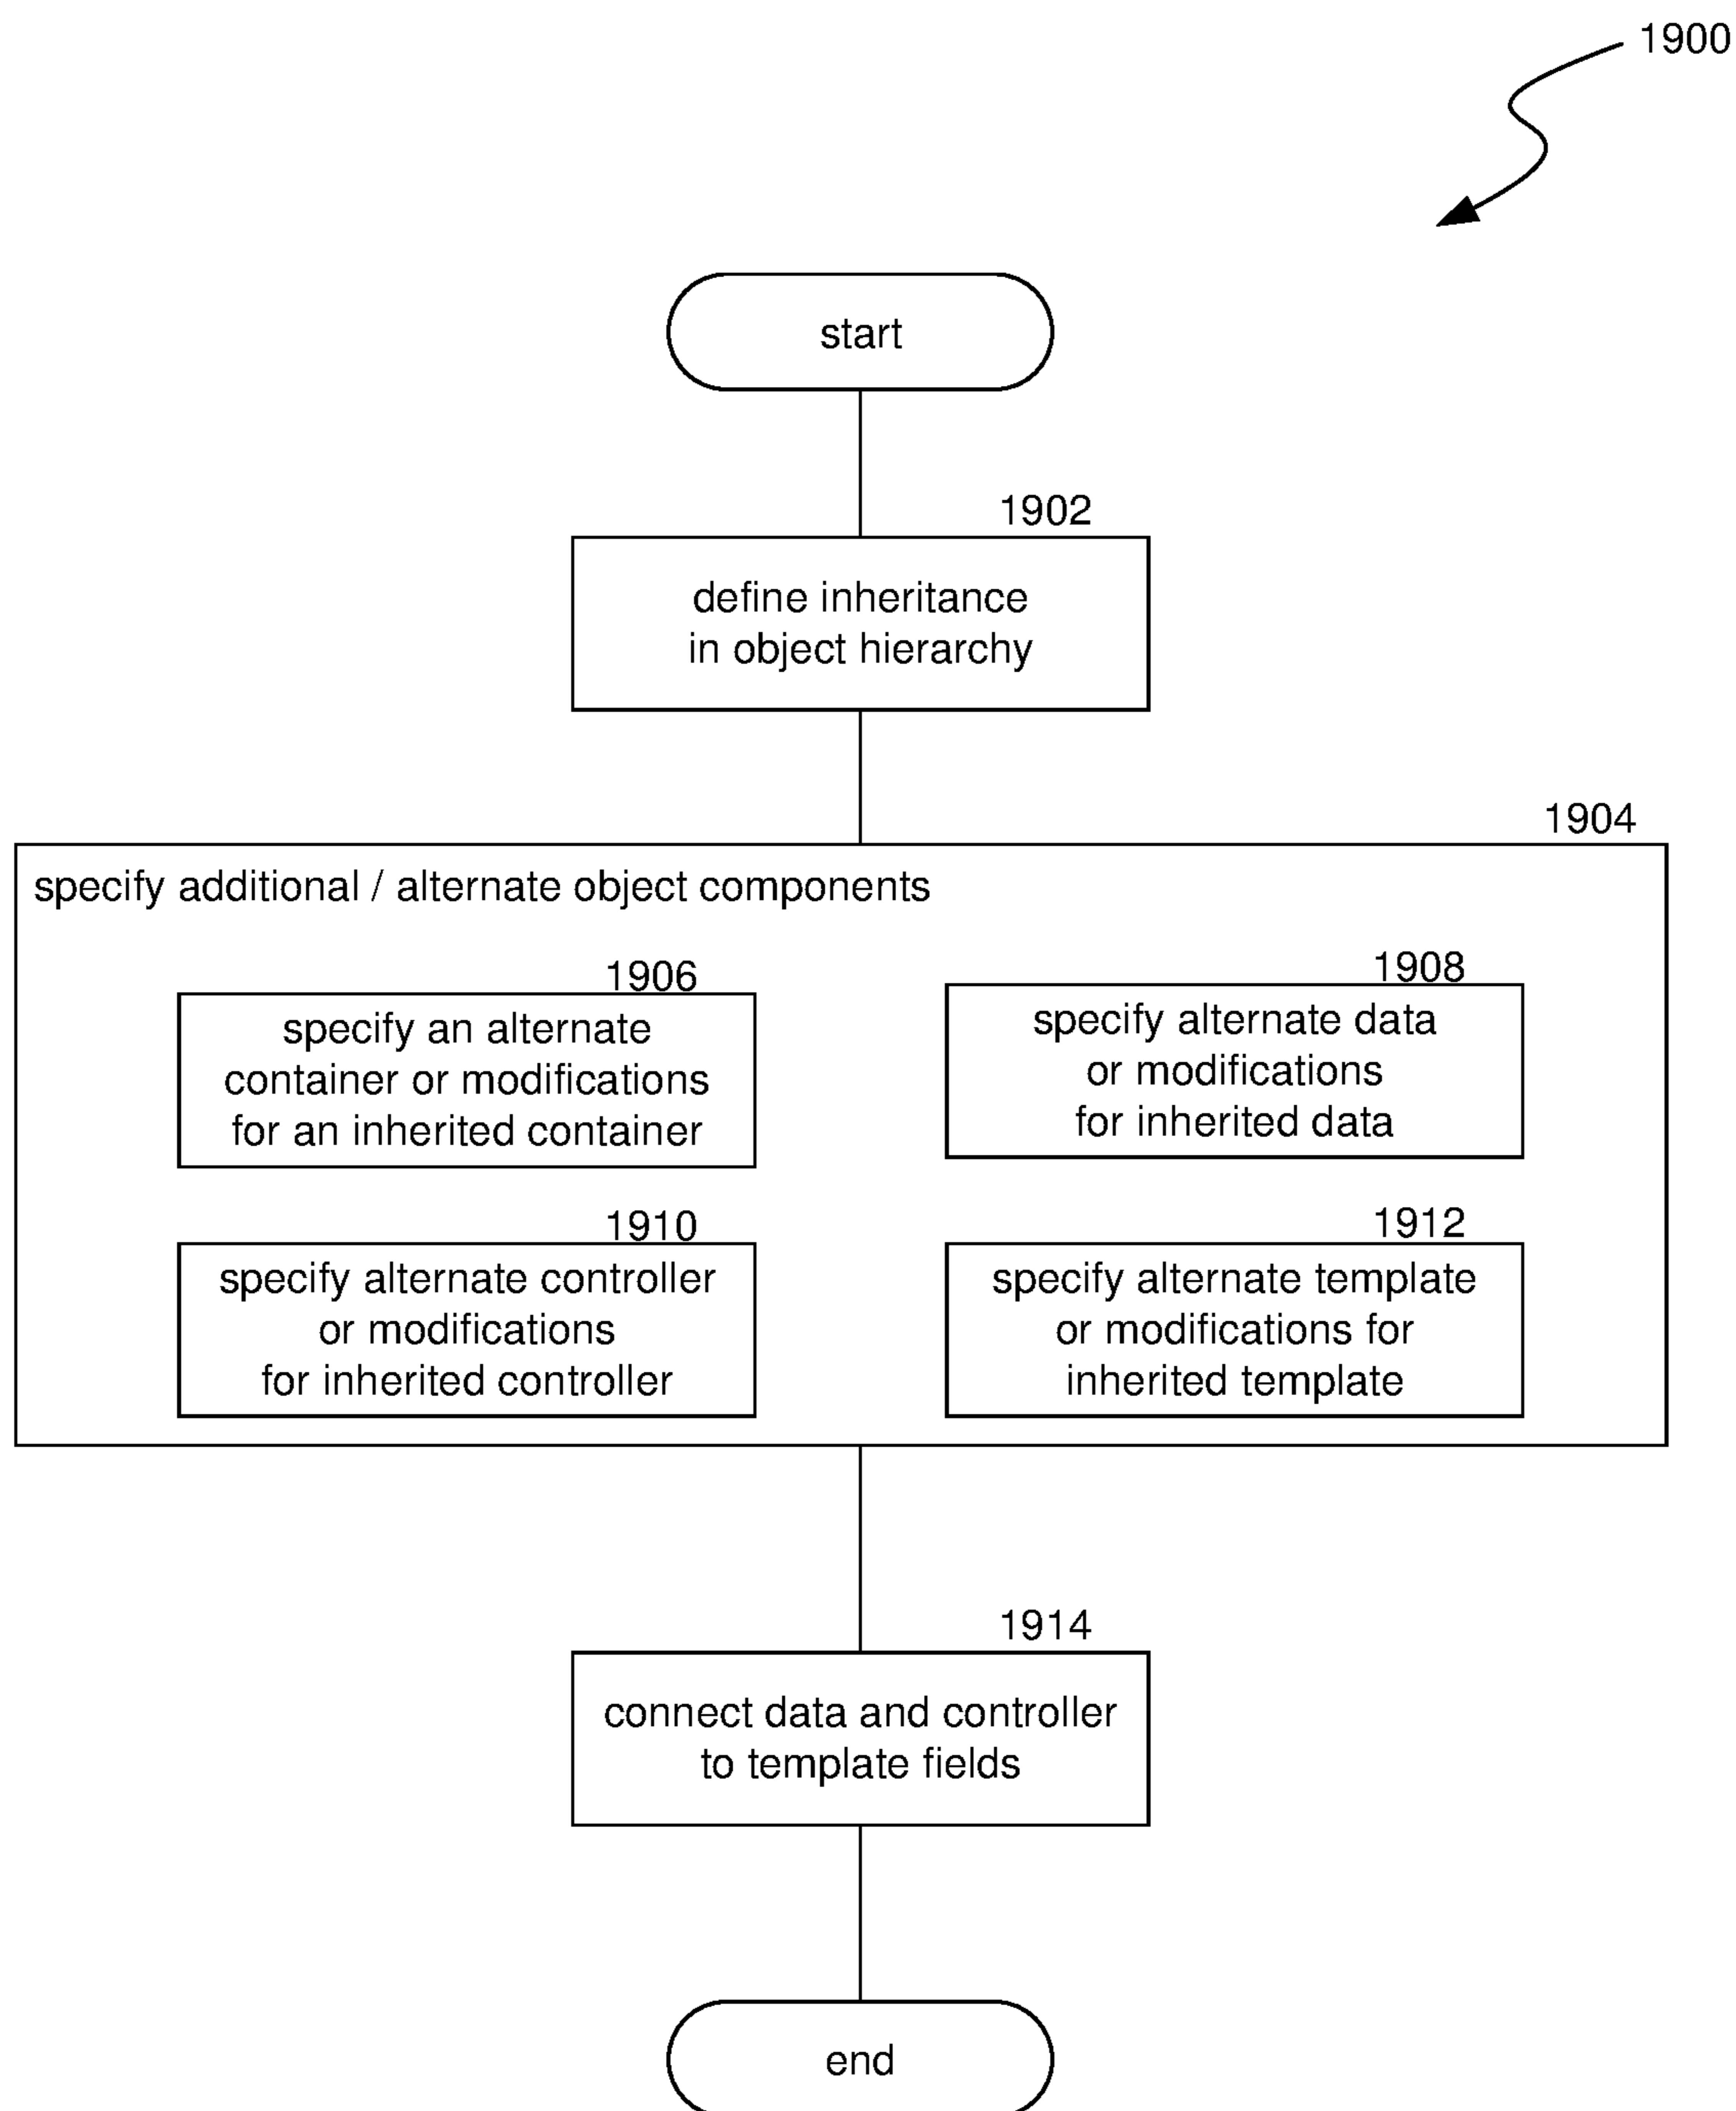 1900
start
1902
define inheritance
in object hierarchy
1904
specify additional / alternate object components
1906
specify an alternate
container or modifications
for an inherited container
1908
specify alternate data
or modifications
for inherited data
1910
specify alternate controller
or modifications
for inherited controller
1912
specify alternate template
or modifications for
inherited template
1914
connect data and controller
to template fields
end